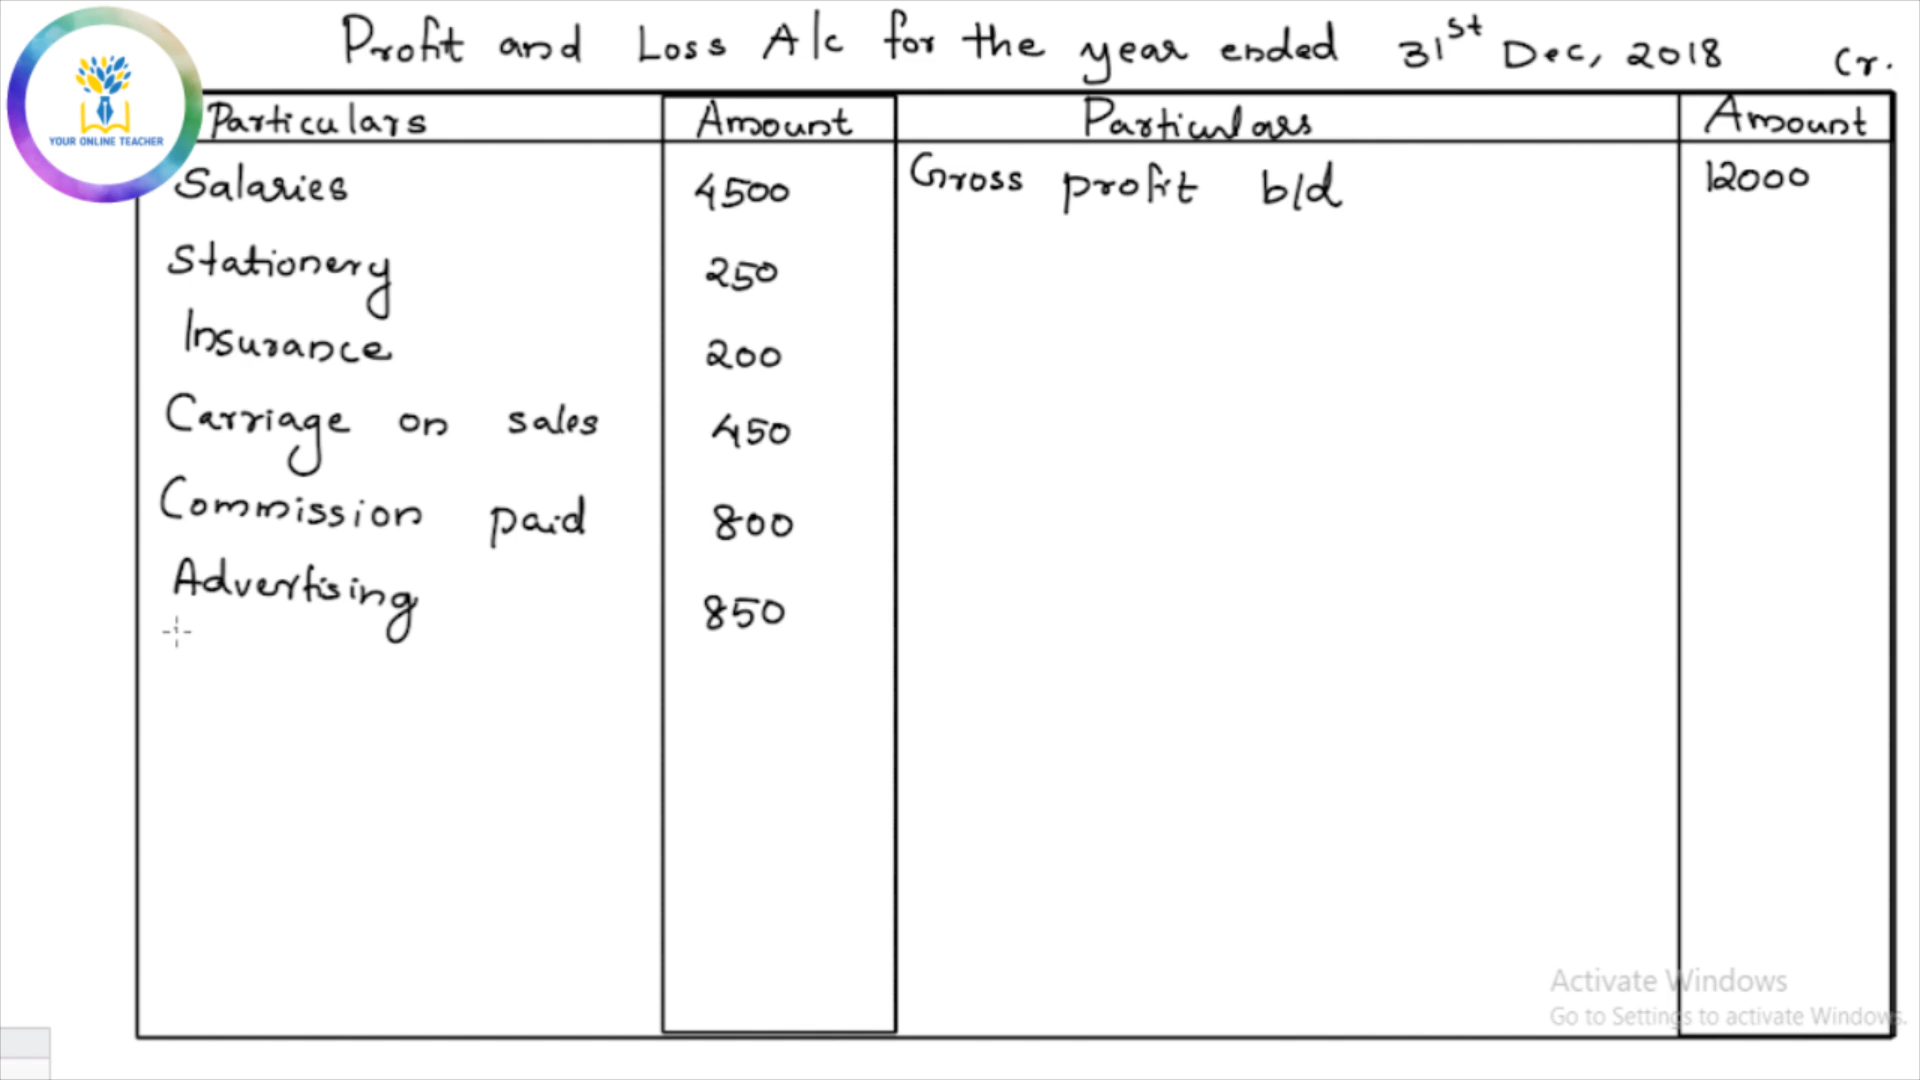 Profit and Loss A/c for the year ended 31st Dec, 2018 Cr.
Particulars Amount Particulars Amount
Salaries 4500 Gross profit b/d 12000
Stationery 250
Insurance 200
Carriage on sales 450
Commission paid 800
Advertising 850
YOUR ONLINE TEACHER
Activate Windows
Go to Settings to activate Windows.